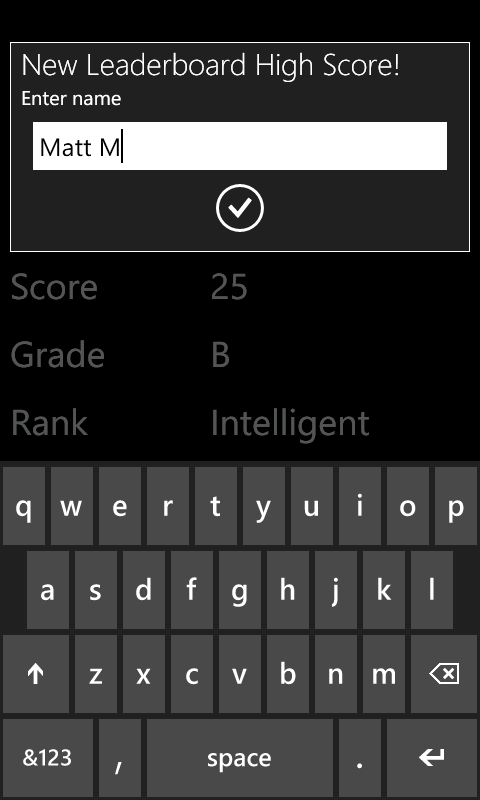 New Leaderboard High Score!
Enter name
Matt M
Score 25
Grade B
Rank Intelligent
q w e r t y u i o p
a s d f g h j k l
z x c v b n m
&123 , space .